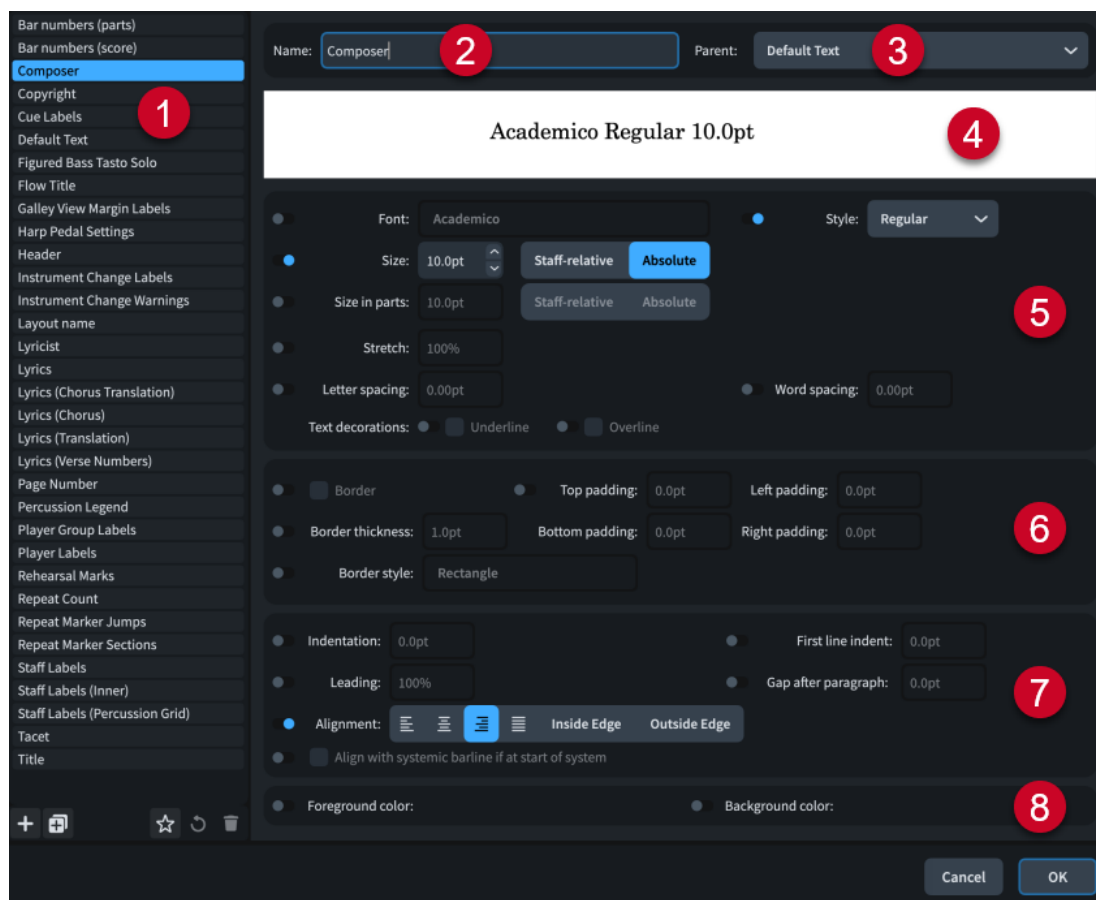 Bar numbers (parts)
Bar numbers (score)
Composer
Copyright
Cue Labels
Default Text
Figured Bass Tasto Solo
Flow Title
Galley View Margin Labels
Harp Pedal Settings
Header
Instrument Change Labels
Instrument Change Warnings
Layout name
Lyricist
Lyrics
Lyrics (Chorus Translation)
Lyrics (Chorus)
Lyrics (Translation)
Lyrics (Verse Numbers)
Page Number
Percussion Legend
Player Group Labels
Player Labels
Rehearsal Marks
Repeat Count
Repeat Marker Jumps
Repeat Marker Sections
Staff Labels
Staff Labels (Inner)
Staff Labels (Percussion Grid)
Tacet
Title
1
Name: Composer 2 Parent: Default Text 3
Academico Regular 10.0pt 4
Font: Academico Style: Regular
Size: 10.0pt Staff-relative Absolute
Size in parts: 10.0pt Staff-relative Absolute
5
Stretch: 100%
Letter spacing: 0.00pt Word spacing: 0.00pt
Text decorations: Underline Overline
Border Top padding: 0.0pt Left padding: 0.0pt
Border thickness: 1.0pt Bottom padding: 0.0pt Right padding: 0.0pt
6
Border style: Rectangle
Indentation: 0.0pt First line indent: 0.0pt
Leading: 100% Gap after paragraph: 0.0pt
7
Alignment: Inside Edge Outside Edge
Align with systemic barline if at start of system
Foreground color: Background color: 8
Cancel OK